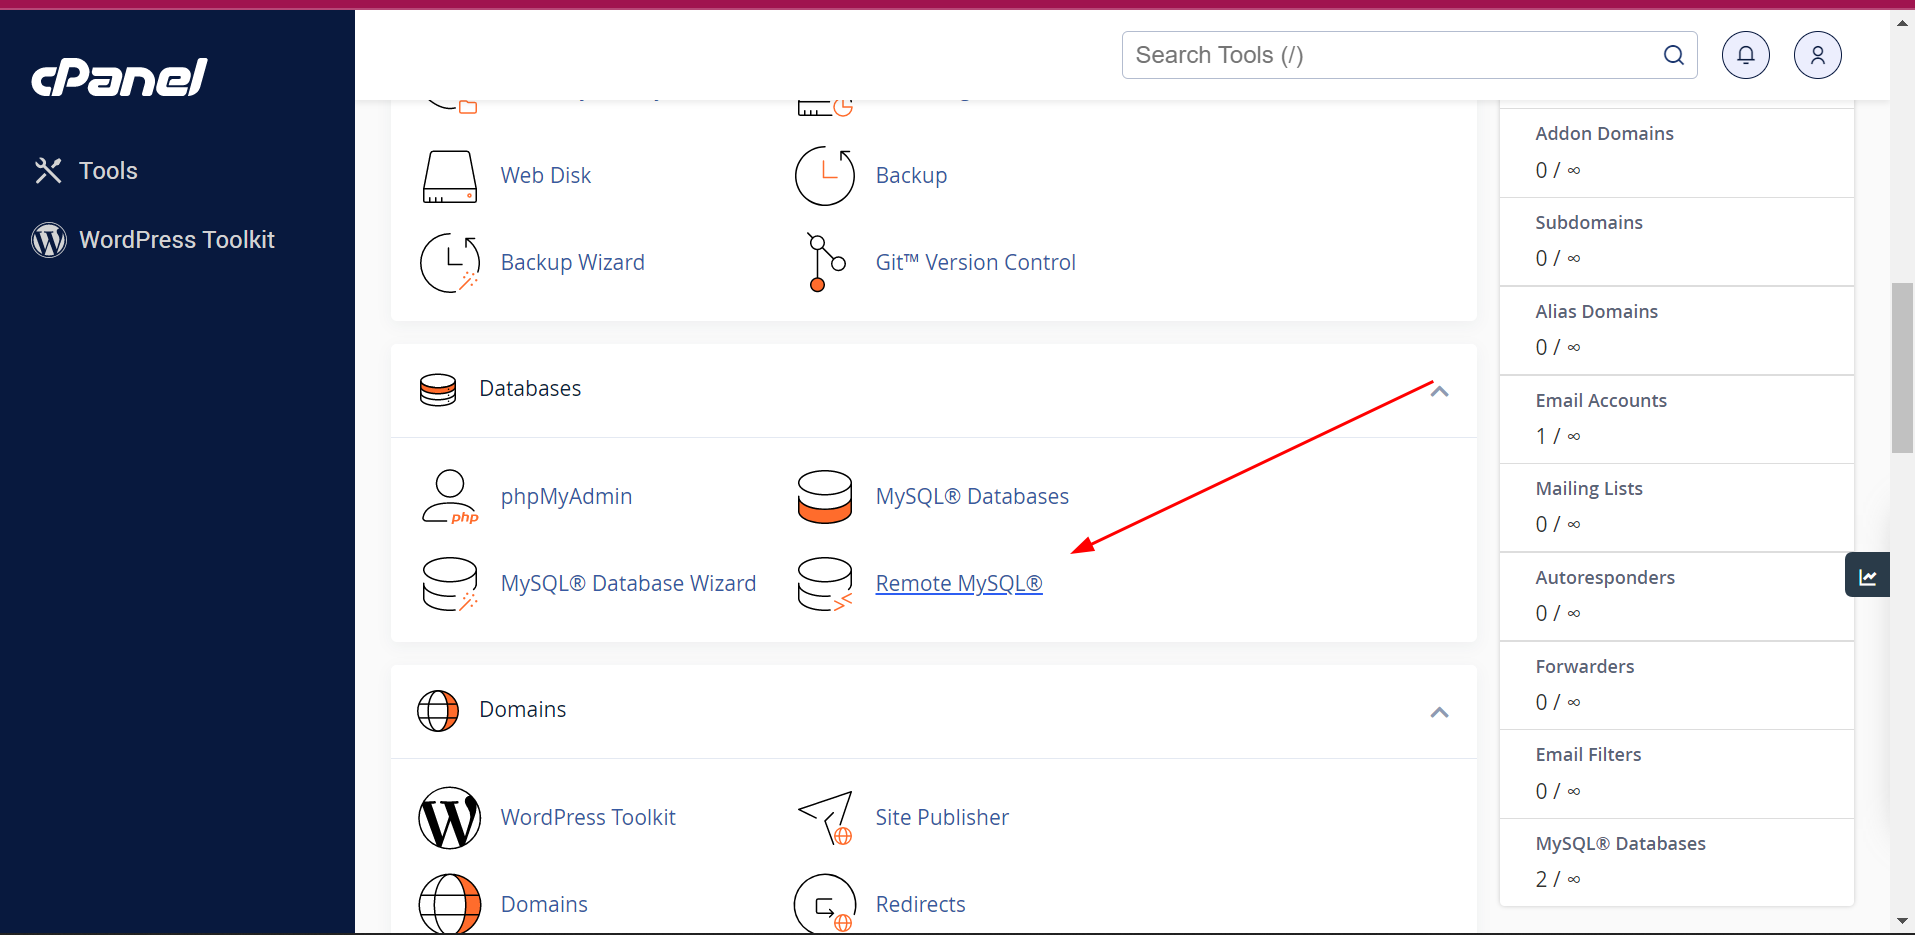 cPanel
Search Tools (/)
Tools
WordPress Toolkit
Web Disk
Backup
Backup Wizard
Git™ Version Control
Databases
phpMyAdmin
php
MySQL® Databases
MySQL® Database Wizard
Remote MySQL®
Domains
WordPress Toolkit
Site Publisher
Domains
Redirects
Addon Domains
0 / ∞
Subdomains
0 / ∞
Alias Domains
0 / ∞
Email Accounts
1 / ∞
Mailing Lists
0 / ∞
Autoresponders
0 / ∞
Forwarders
0 / ∞
Email Filters
0 / ∞
MySQL® Databases
2 / ∞